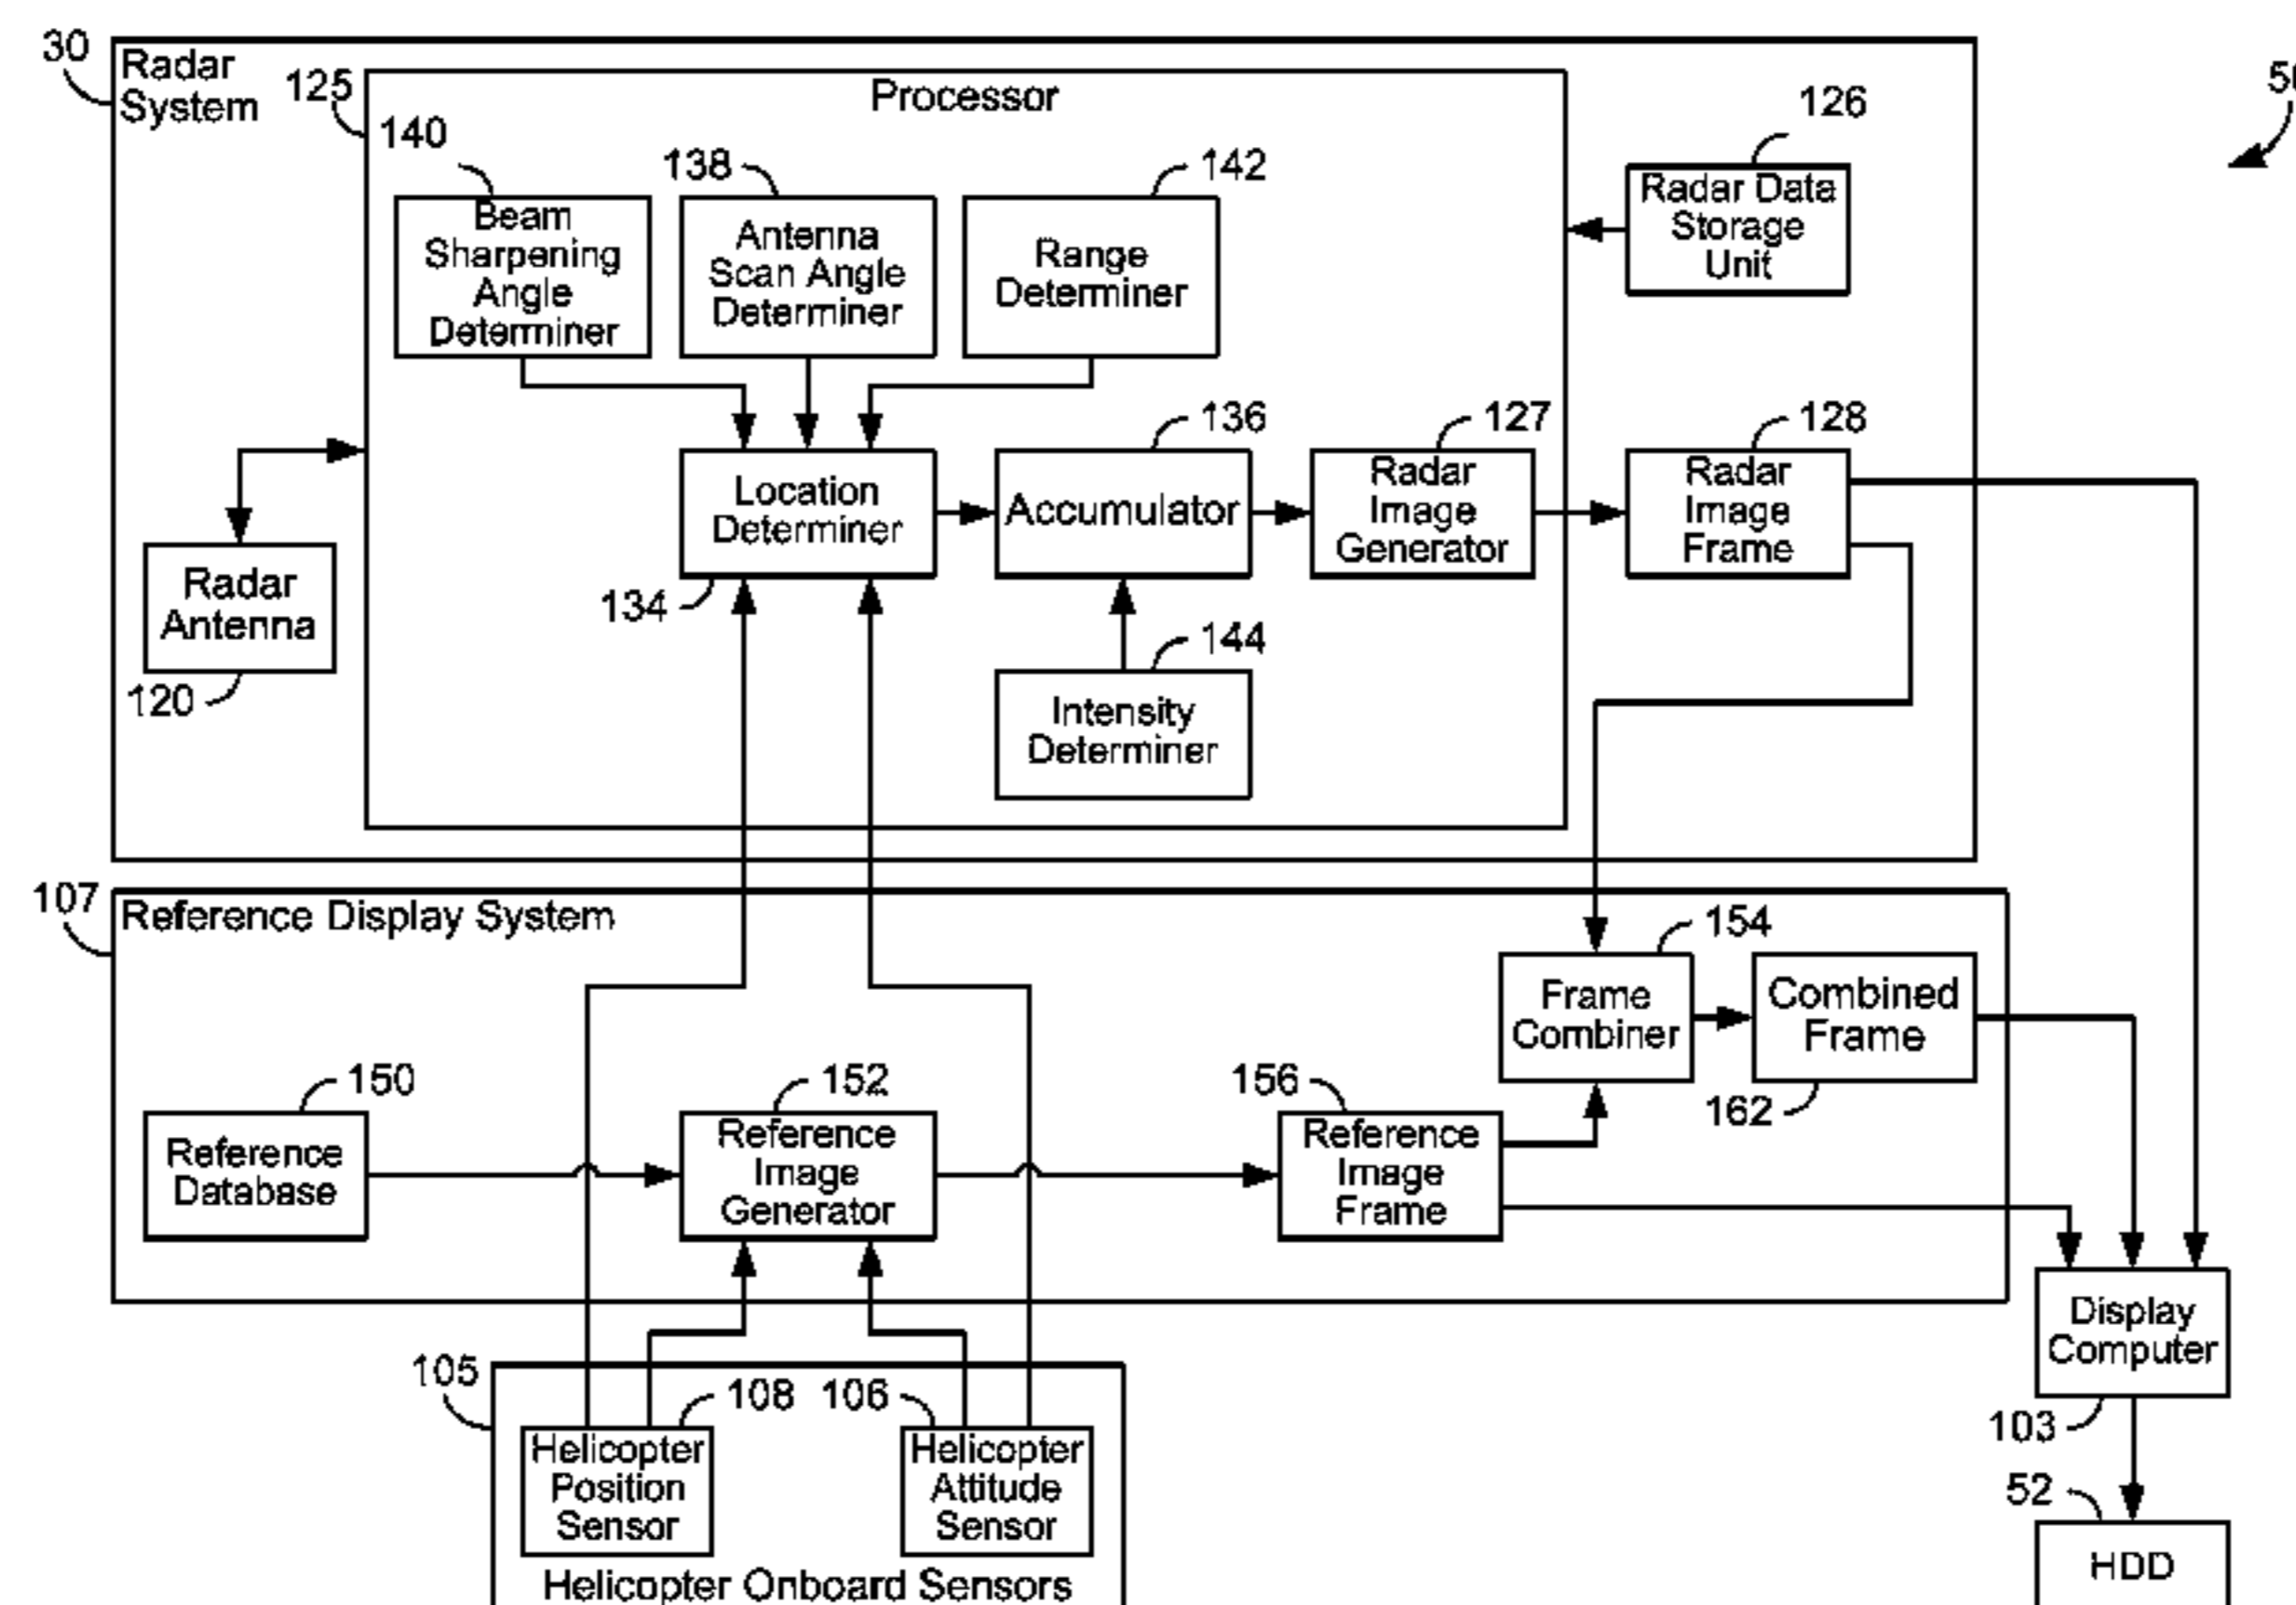 30
Radar
System
125
Processor
140
138
142
126
Beam
Sharpening
Angle
Determiner
Antenna
Scan Angle
Determiner
Range
Determiner
Radar Data
Storage
Unit
136
127
128
Location
Determiner
Accumulator
Radar
Image
Generator
Radar
Image
Frame
134
Radar
Antenna
120
144
Intensity
Determiner
107
Reference Display System
154
Frame
Combiner
Combined
Frame
162
150
152
156
Reference
Database
Reference
Image
Generator
Reference
Image
Frame
Display
Computer
103
105
108
106
Helicopter
Position
Sensor
Helicopter
Attitude
Sensor
Helicopter Onboard Sensors
52
HDD